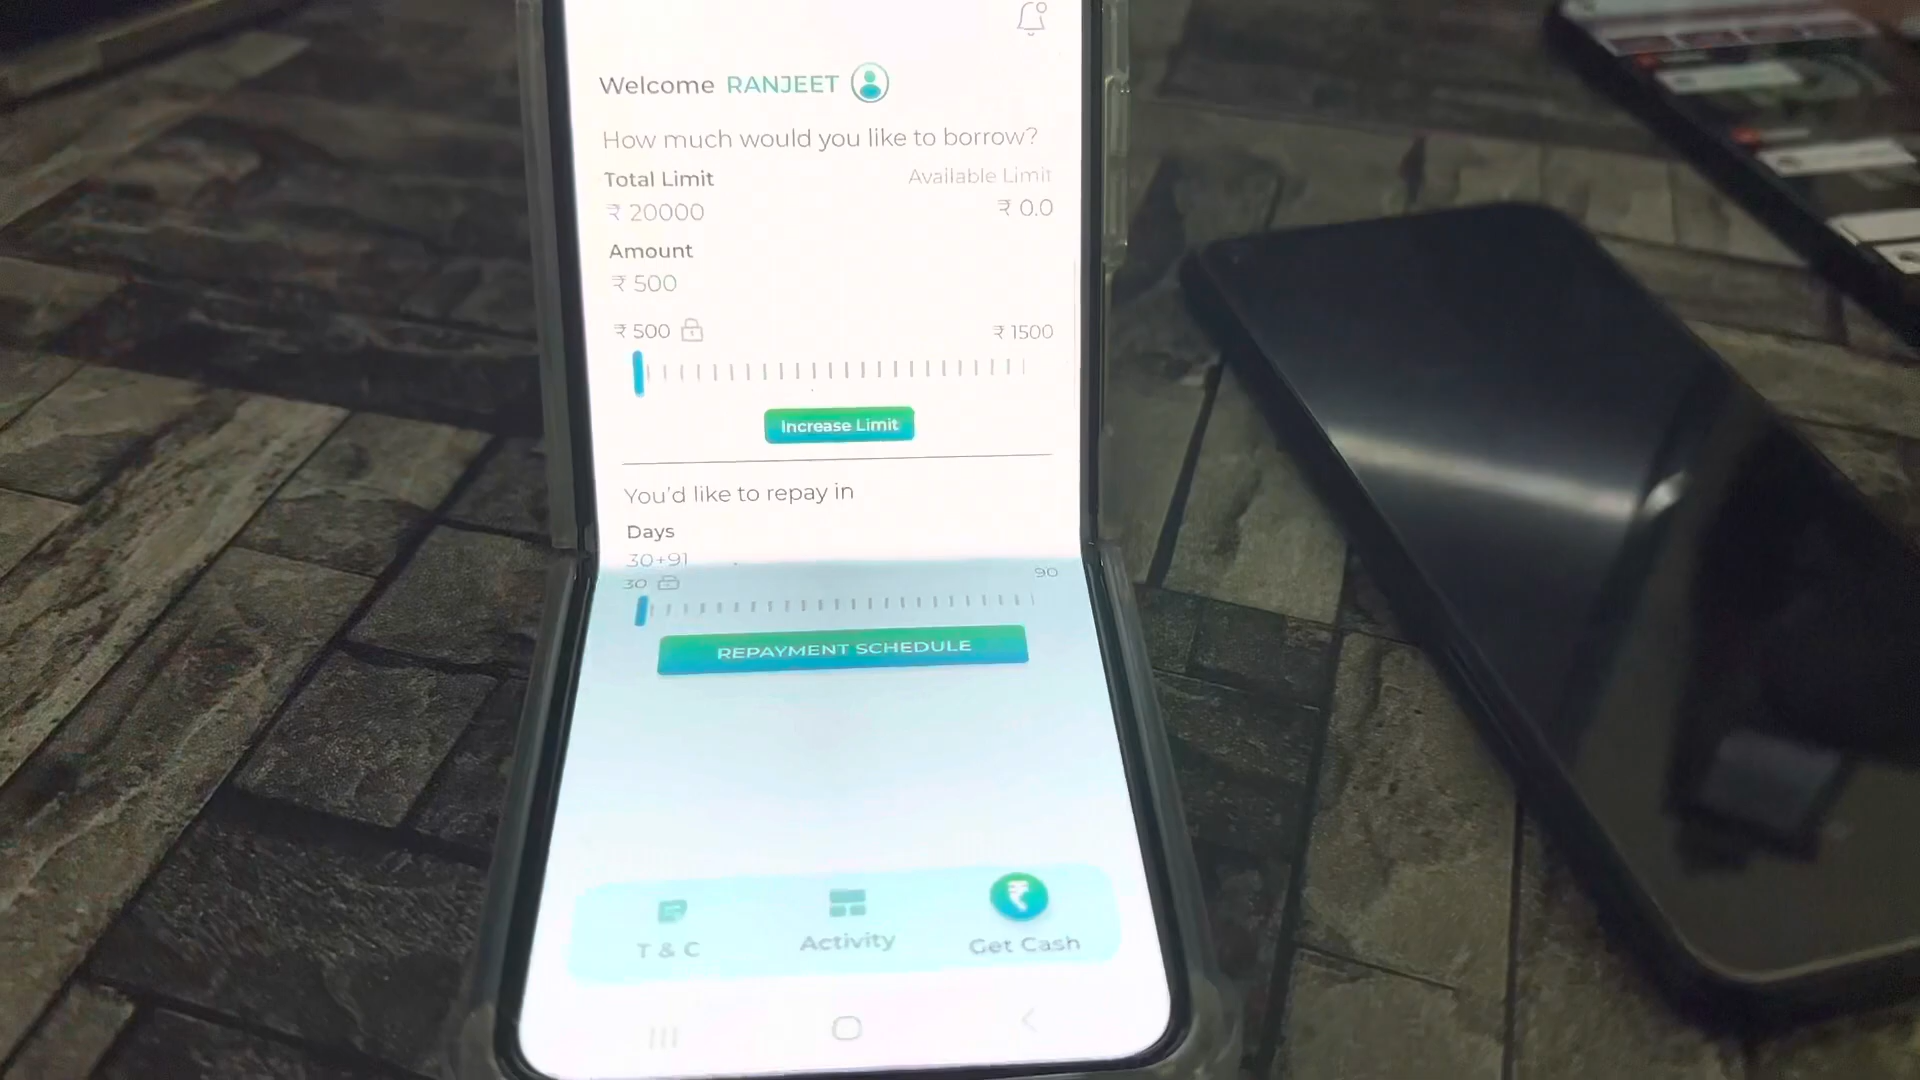 Welcome RANJEET
How much would you like to borrow?
Total Limit Available Limit
₹ 20000 ₹ 0.0
Amount
₹ 500
₹ 500 ₹ 1500
Increase Limit
You'd like to repay in
Days
30+91
30 90
REPAYMENT SCHEDULE
T & C Activity Get Cash